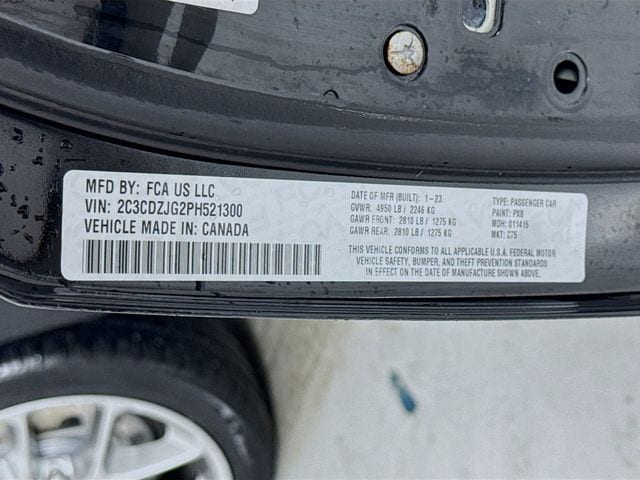 MFD BY: FCA US LLC
VIN: 2C3CDZJG2PH521300
VEHICLE MADE IN: CANADA
DATE OF MFR (BUILT): 1-23
GVWR: 4950 LB / 2246 KG
GAWR FRONT: 2810 LB / 1275 KG
GAWR REAR: 2810 LB / 1275 KG
TYPE: PASSENGER CAR
PAINT: PX8
MDH: 011415
MKT:
THIS VEHICLE CONFORMS TO ALL APPLICABLE U.S.A. FEDERAL MOTOR
VEHICLE SAFETY, BUMPER, AND THEFT PREVENTION STANDARDS
IN EFFECT ON THE DATE OF MANUFACTURE SHOWN ABOVE.